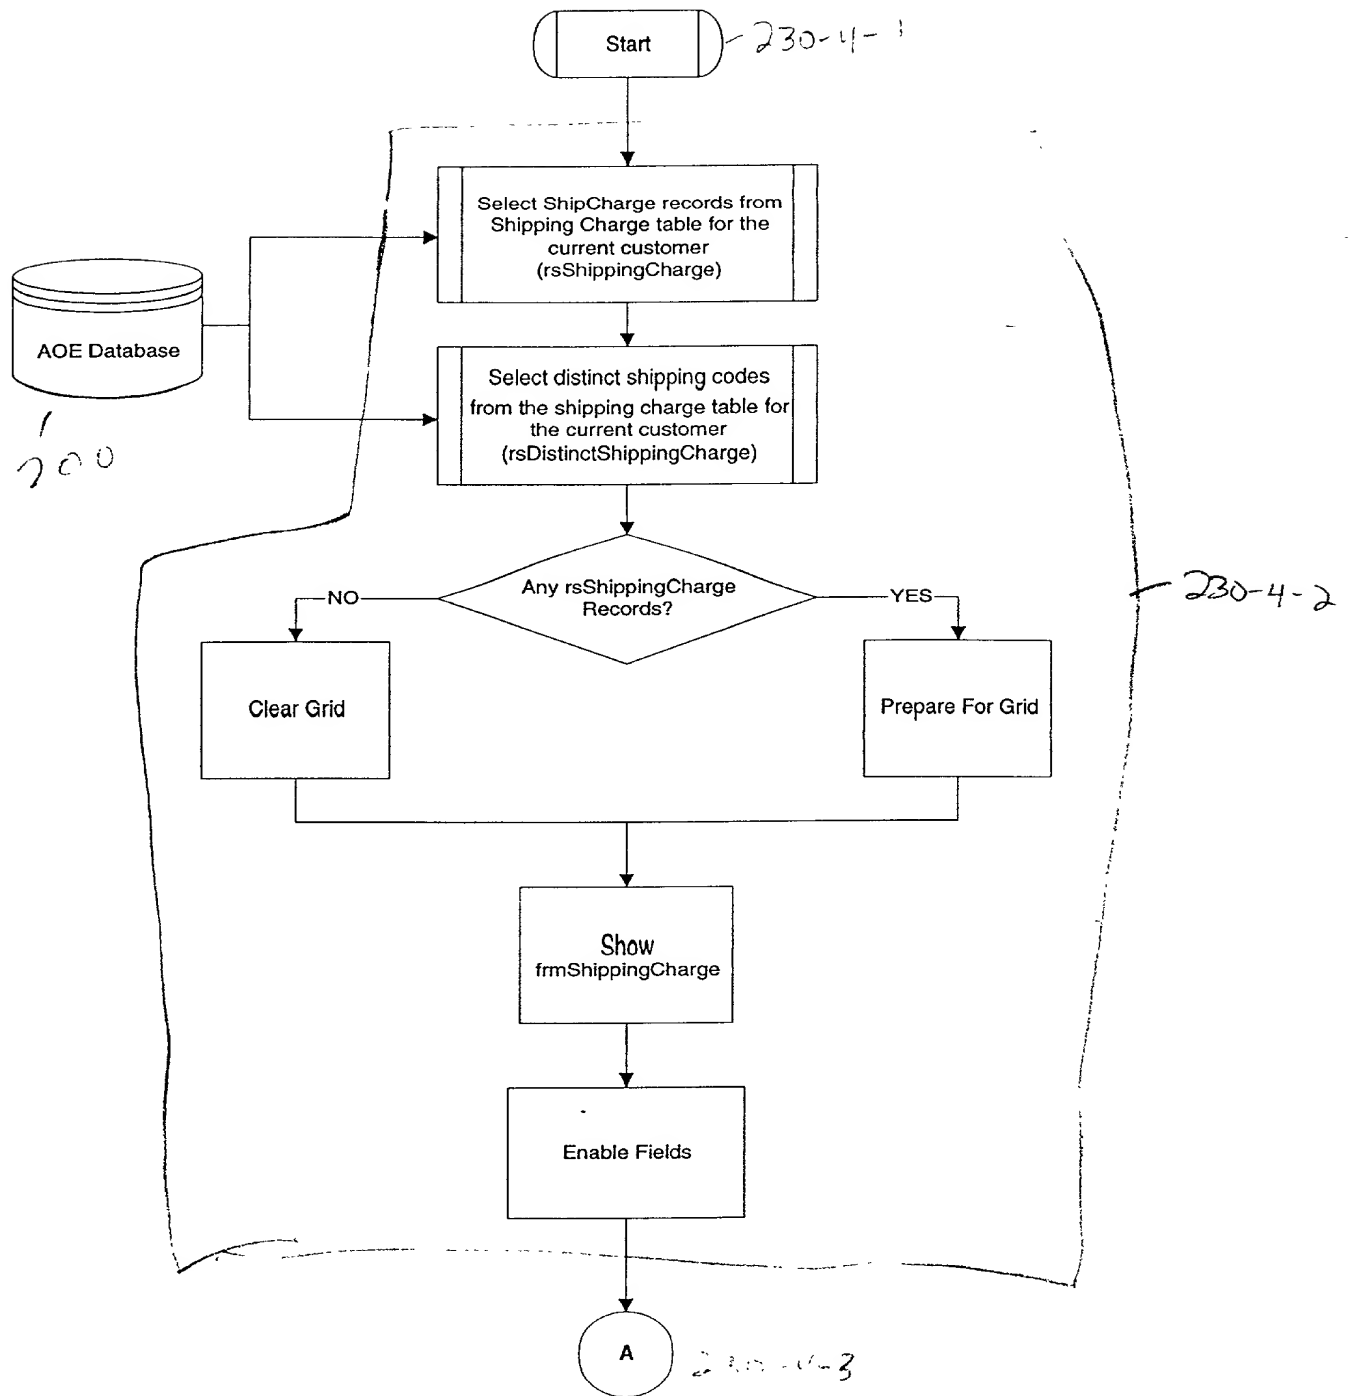 Start
230-4-1
Select ShipCharge records from
Shipping Charge table for the
current customer
(rsShippingCharge)
AOE Database
Select distinct shipping codes
from the shipping charge table for
the current customer
(rsDistinctShippingCharge)
Any rsShippingCharge
Records?
NO
YES
230-4-2
Clear Grid
Prepare For Grid
Show
frmShippingCharge
Enable Fields
A